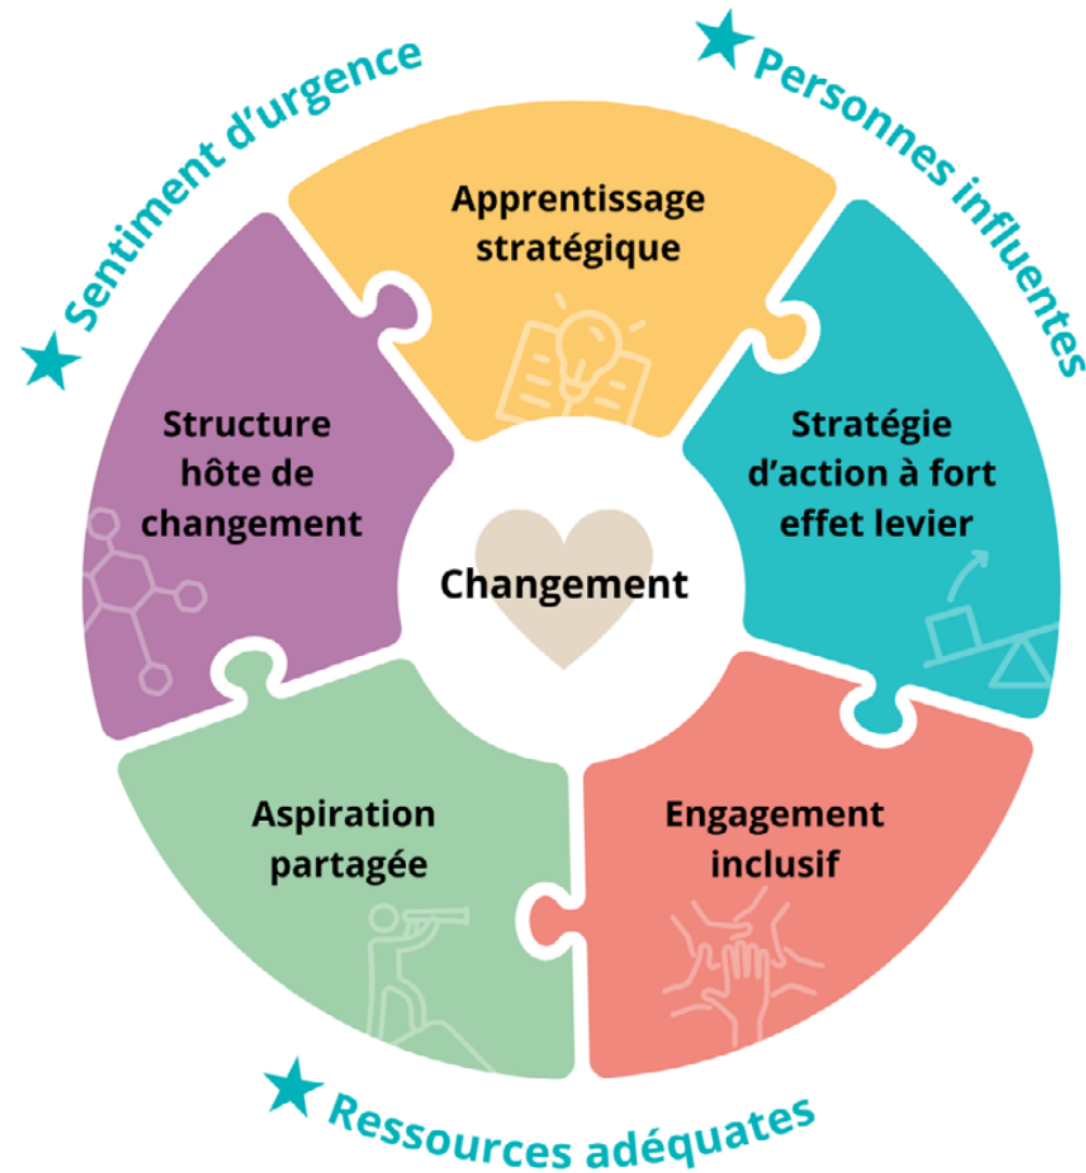 Sentiment d’urgence
Personnes influentes
Apprentissage
stratégique
Structure
hôte de
changement
Stratégie
d’action à fort
effet levier
Changement
Aspiration
partagée
Engagement
inclusif
Ressources adéquates